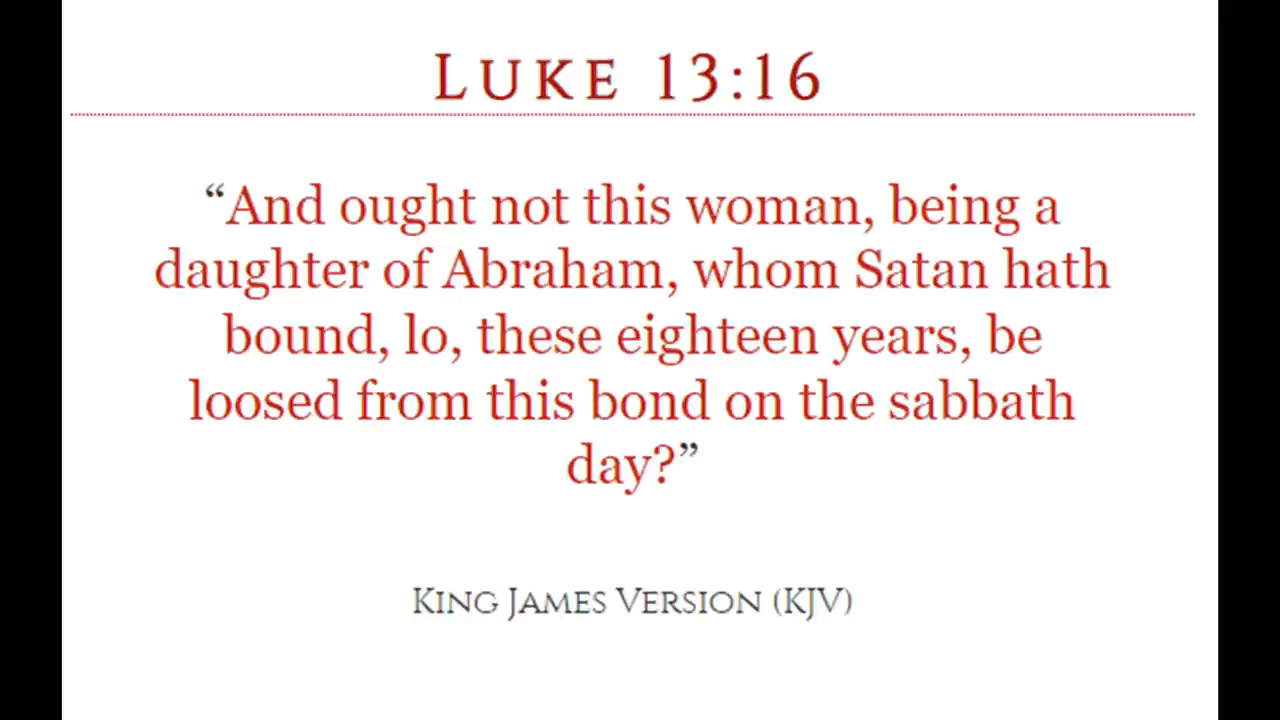 LUKE 13:16
“And ought not this woman, being a
daughter of Abraham, whom Satan hath
bound, lo, these eighteen years, be
loosed from this bond on the sabbath
day?”
KING JAMES VERSION (KJV)